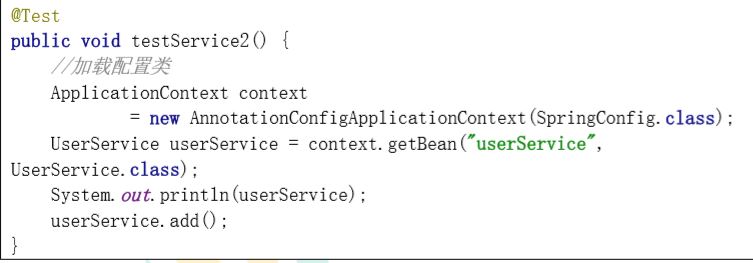 @Test
public void testService2() {
//加载配置类
ApplicationContext context
= new AnnotationConfigApplicationContext(SpringConfig.class);
UserService userService = context.getBean("userService",
UserService.class);
System.out.println(userService);
userService.add();
}